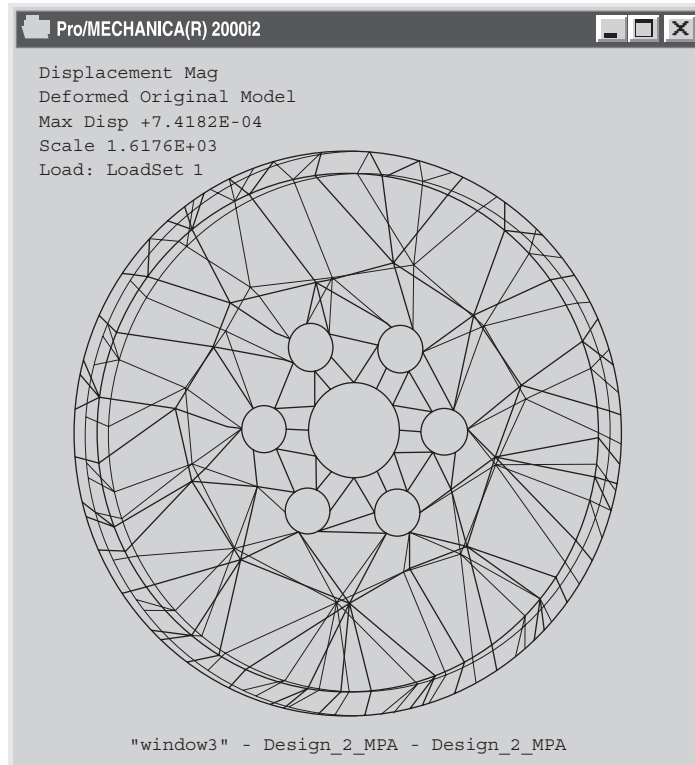 Pro/MECHANICA(R) 2000i2
Displacement Mag
Deformed Original Model
Max Disp +7.4182E-04
Scale 1.6176E+03
Load: LoadSet 1
"window3" - Design_2_MPA - Design_2_MPA